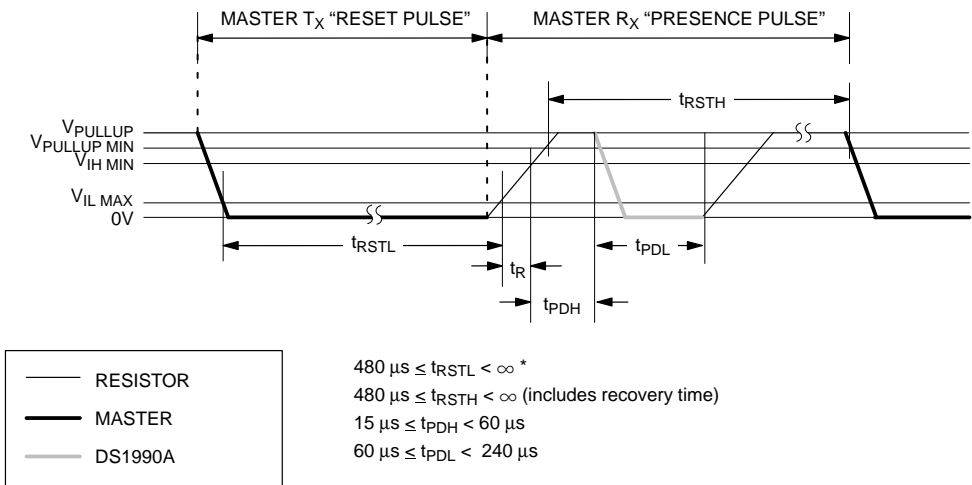 MASTER TX “RESET PULSE” MASTER RX “PRESENCE PULSE”
tRSTH
VPULLUP
VPULLUP MIN
VIH MIN
VIL MAX
0V
tRSTL
tPDL
tR
tPDH
RESISTOR
MASTER
DS1990A
480 µs ≤ tRSTL < ∞ *
480 µs ≤ tRSTH < ∞ (includes recovery time)
15 µs ≤ tPDH < 60 µs
60 µs ≤ tPDL < 240 µs